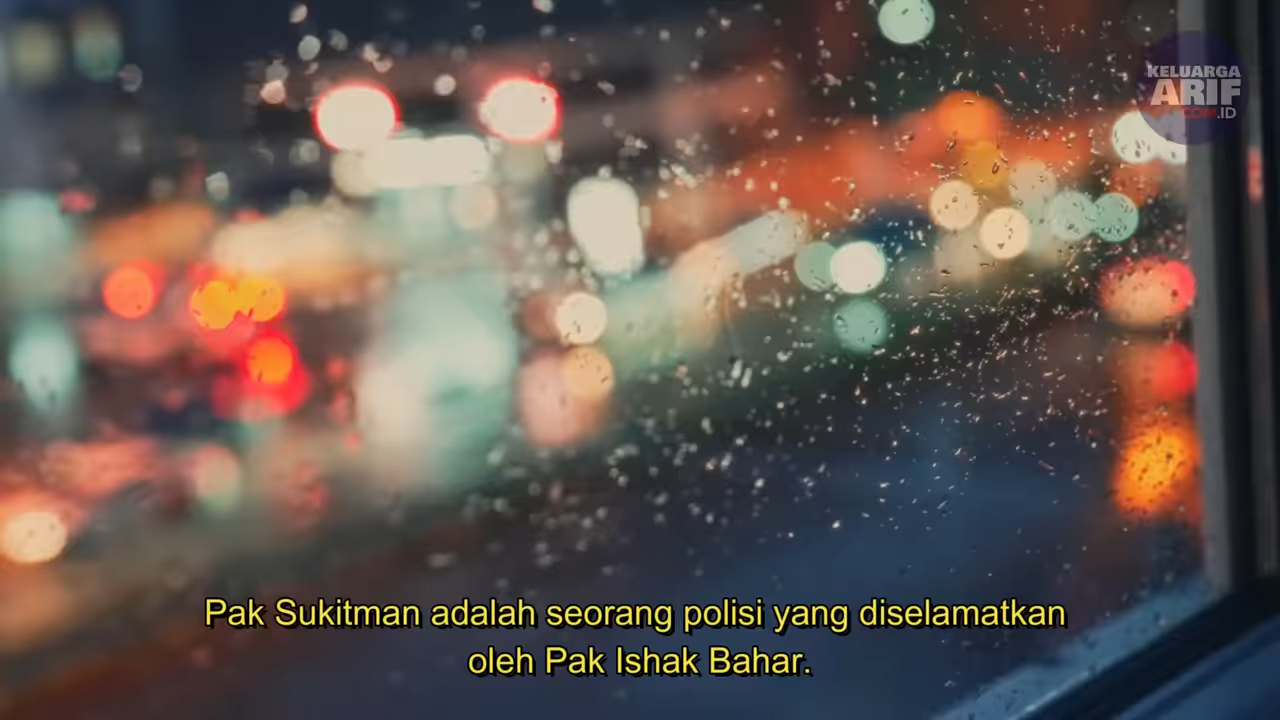 KELUARGA
ARIF
.COM.ID
Pak Sukitman adalah seorang polisi yang diselamatkan
oleh Pak Ishak Bahar.